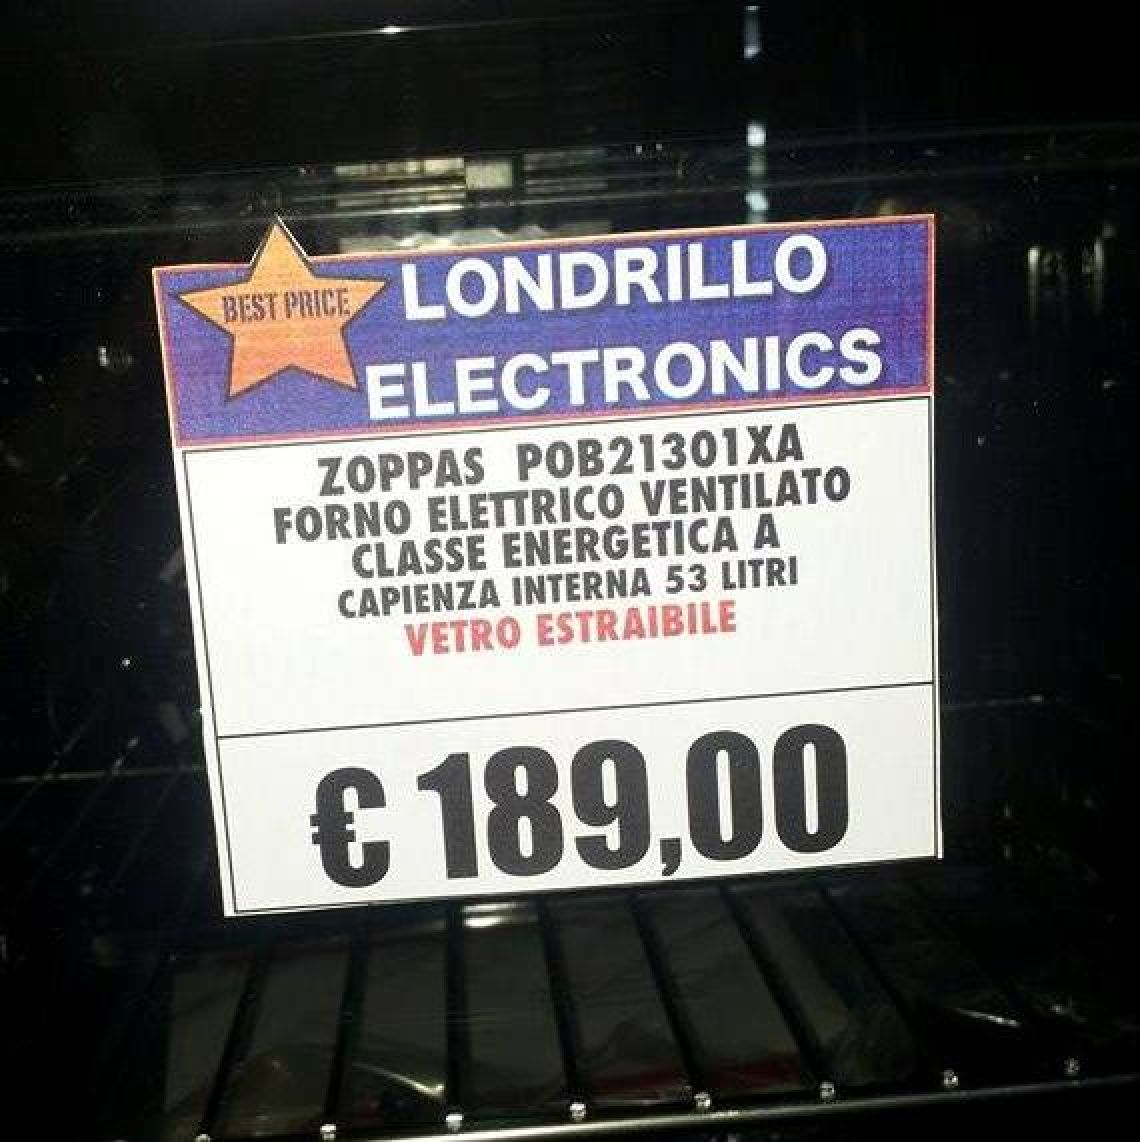 BEST PRICE
LONDRILLO
ELECTRONICS
ZOPPAS POB21301XA
FORNO ELETTRICO VENTILATO
CLASSE ENERGETICA A
CAPIENZA INTERNA 53 LITRI
VETRO ESTRAIBILE
€ 189,00